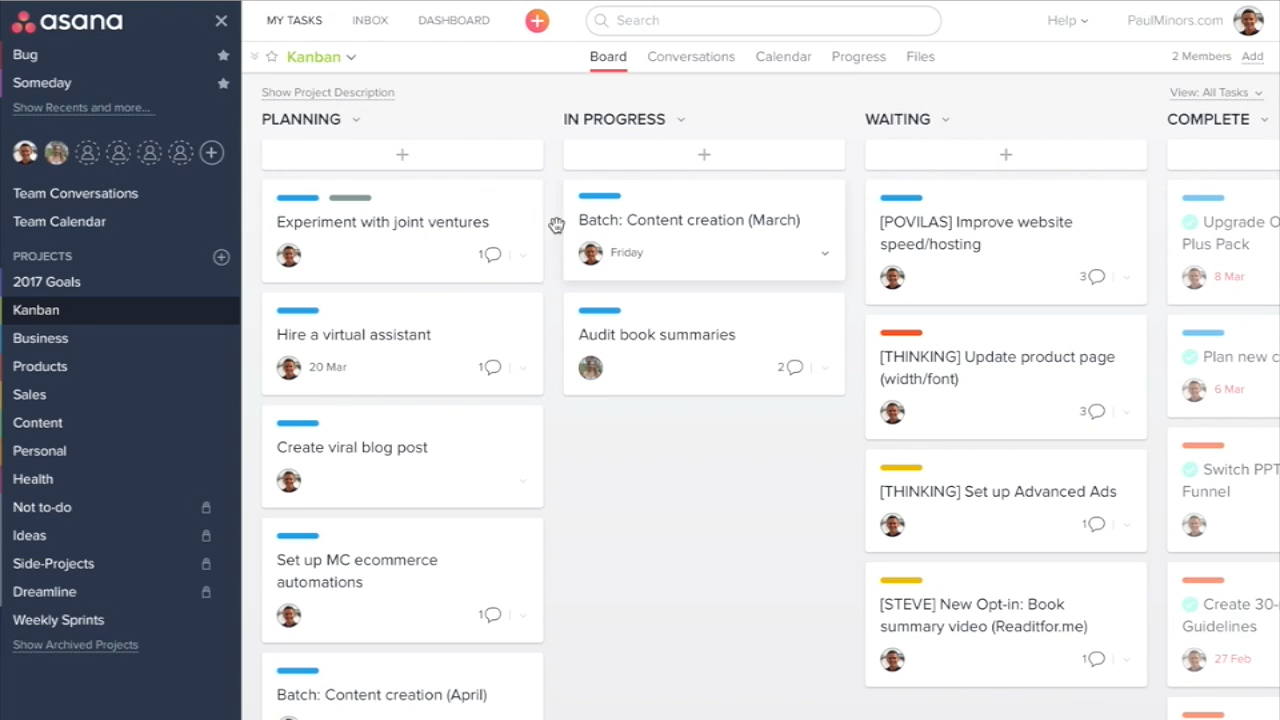 asana
Bug
Someday
Show Recents and more...
Team Conversations
Team Calendar
PROJECTS
2017 Goals
Kanban
Business
Products
Sales
Content
Personal
Health
Not to-do
Ideas
Side-Projects
Dreamline
Weekly Sprints
Show Archived Projects
MY TASKS
INBOX
DASHBOARD
Search
Help
PaulMinors.com
Kanban
Board
Conversations
Calendar
Progress
Files
2 Members
Add
Show Project Description
View: All Tasks
PLANNING
Experiment with joint ventures
1
Hire a virtual assistant
20 Mar
1
Create viral blog post
Set up MC ecommerce
automations
1
Batch: Content creation (April)
IN PROGRESS
Batch: Content creation (March)
Friday
Audit book summaries
2
WAITING
[POVILAS] Improve website
speed/hosting
3
[THINKING] Update product page
(width/font)
3
[THINKING] Set up Advanced Ads
1
[STEVE] New Opt-in: Book
summary video (Readitfor.me)
1
COMPLETE
Upgrade
Plus Pack
8 Mar
Plan new
6 Mar
Switch PPT
Funnel
Create 30-
Guidelines
27 Feb